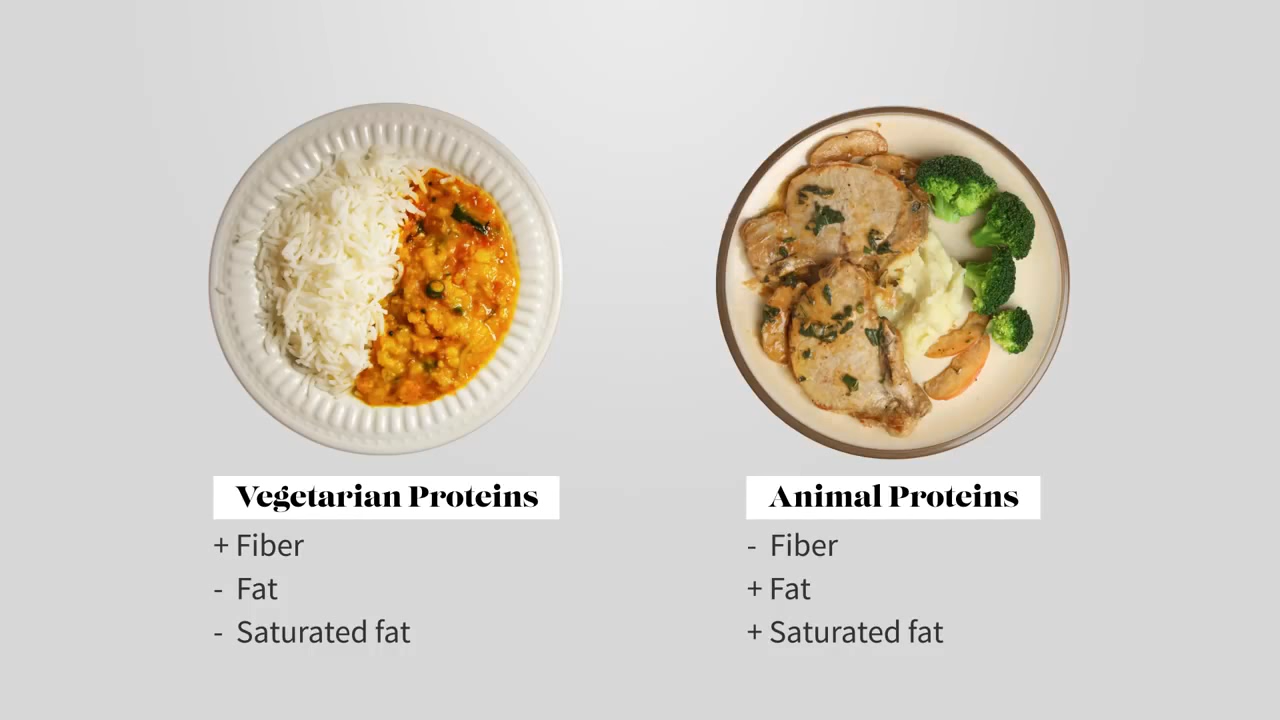 Vegetarian Proteins
+ Fiber
- Fat
- Saturated fat
Animal Proteins
- Fiber
+ Fat
+ Saturated fat